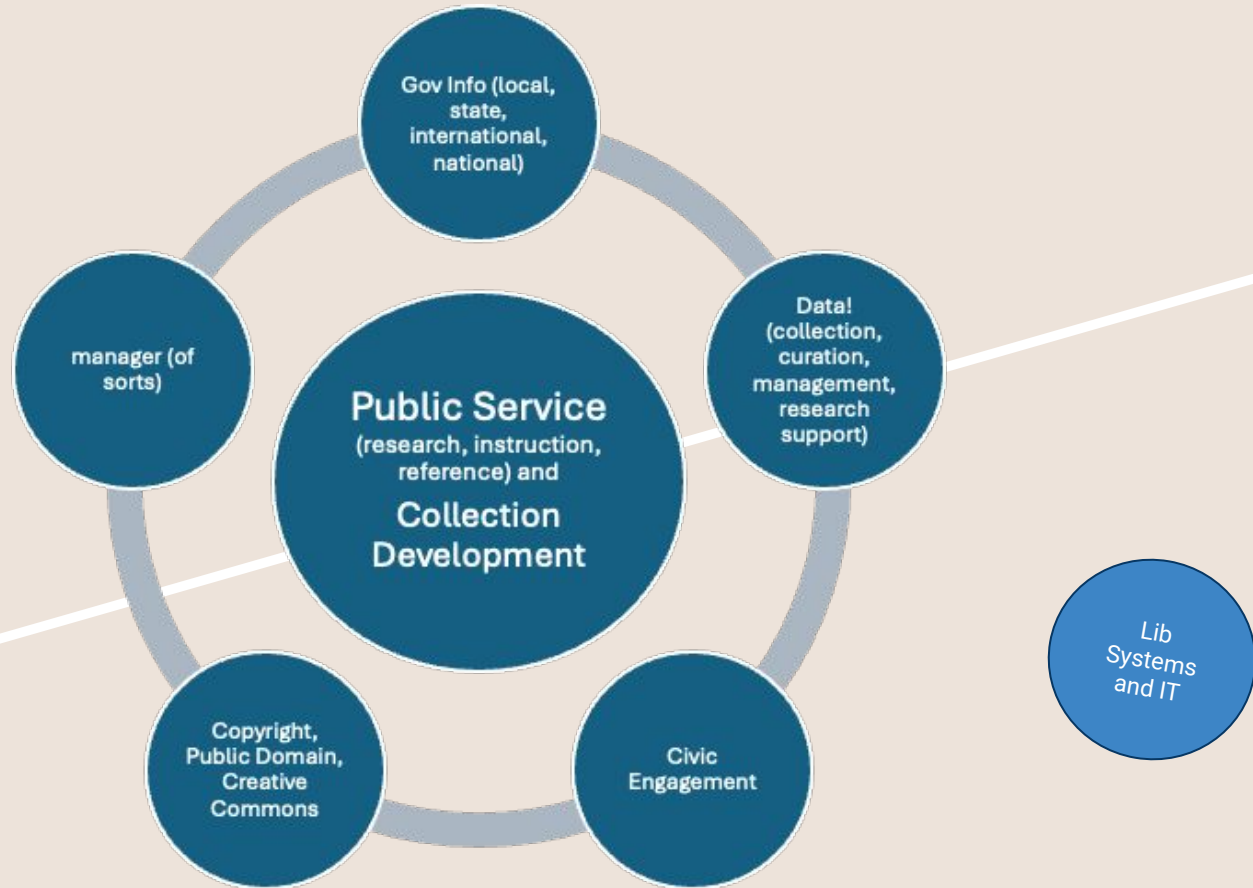 Gov Info (local,
state,
international,
national)
manager (of
sorts)
Data!
(collection,
curation,
management,
research
support)
Public Service
(research, instruction,
reference) and
Collection
Development
Lib
Systems
and IT
Copyright,
Public Domain,
Creative
Commons
Civic
Engagement